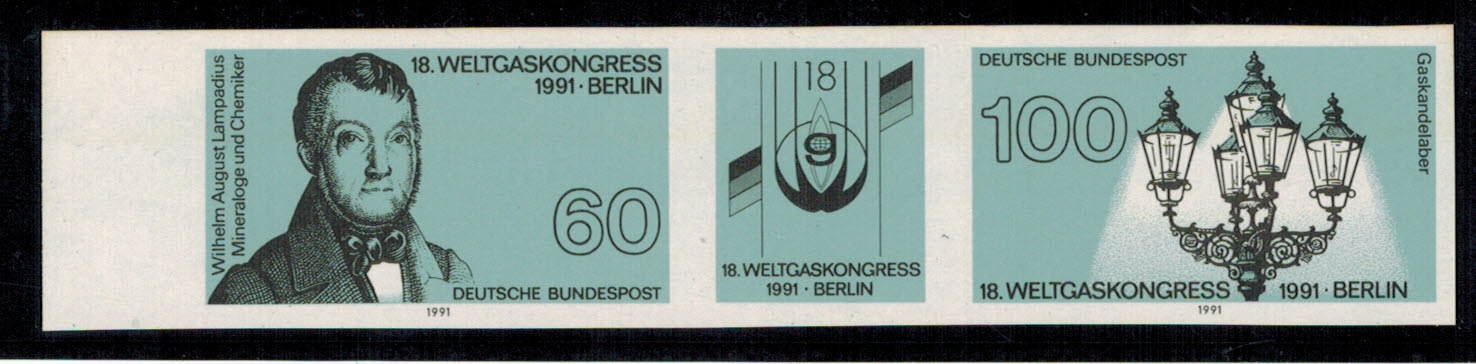 Wilhelm August Lampadius
Mineraloge und Chemiker
18. WELTGASKONGRESS
1991 · BERLIN
60
DEUTSCHE BUNDESPOST
1991
18
g
18. WELTGASKONGRESS
1991 · BERLIN
DEUTSCHE BUNDESPOST
100
Gaskandelaber
18. WELTGASKONGRESS 1991 · BERLIN
1991